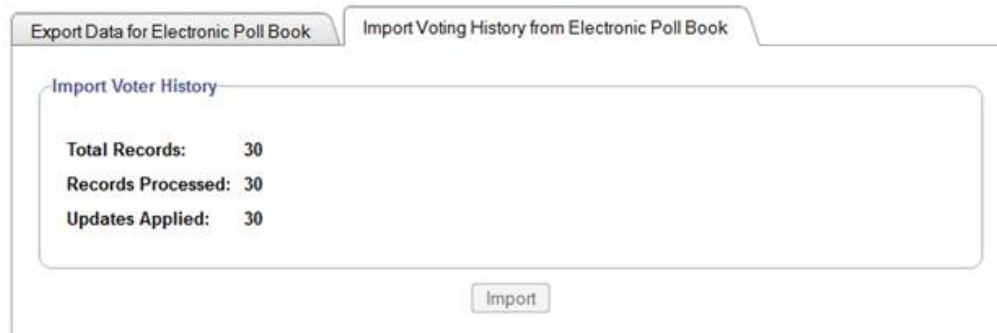 Export Data for Electronic Poll Book
Import Voting History from Electronic Poll Book
Import Voter History
Total Records: 30
Records Processed: 30
Updates Applied: 30
Import